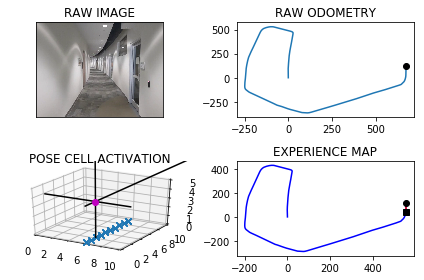 RAW IMAGE
RAW ODOMETRY
500
250
0
-250
-250 0 250 500
POSE CELL ACTIVATION
5
4
3
2
1
0
0 2 4 6 8 10
0 2 4 6 8 10
EXPERIENCE MAP
400
200
0
-200
-200 0 200 400